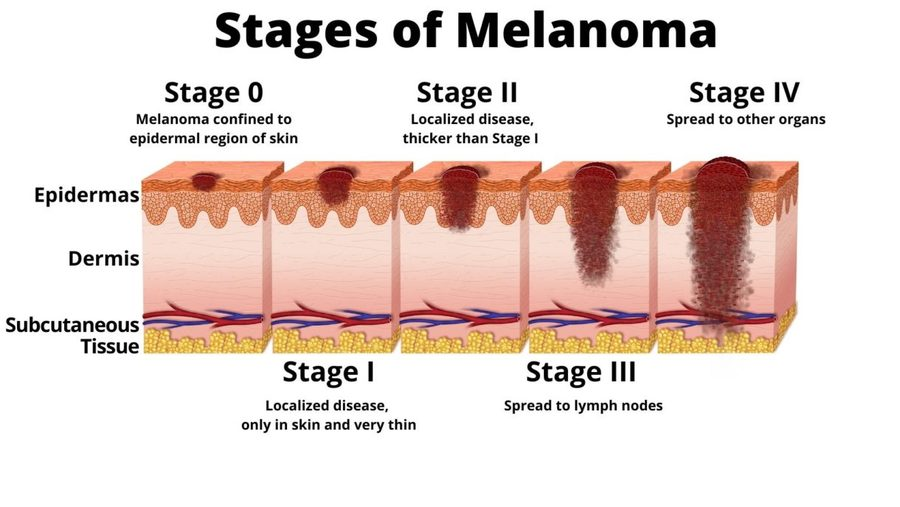 Stages of Melanoma
Stage 0
Melanoma confined to
epidermal region of skin
Stage II
Localized disease,
thicker than Stage I
Stage IV
Spread to other organs
Epidermas
Dermis
Subcutaneous
Tissue
Stage I
Localized disease,
only in skin and very thin
Stage III
Spread to lymph nodes